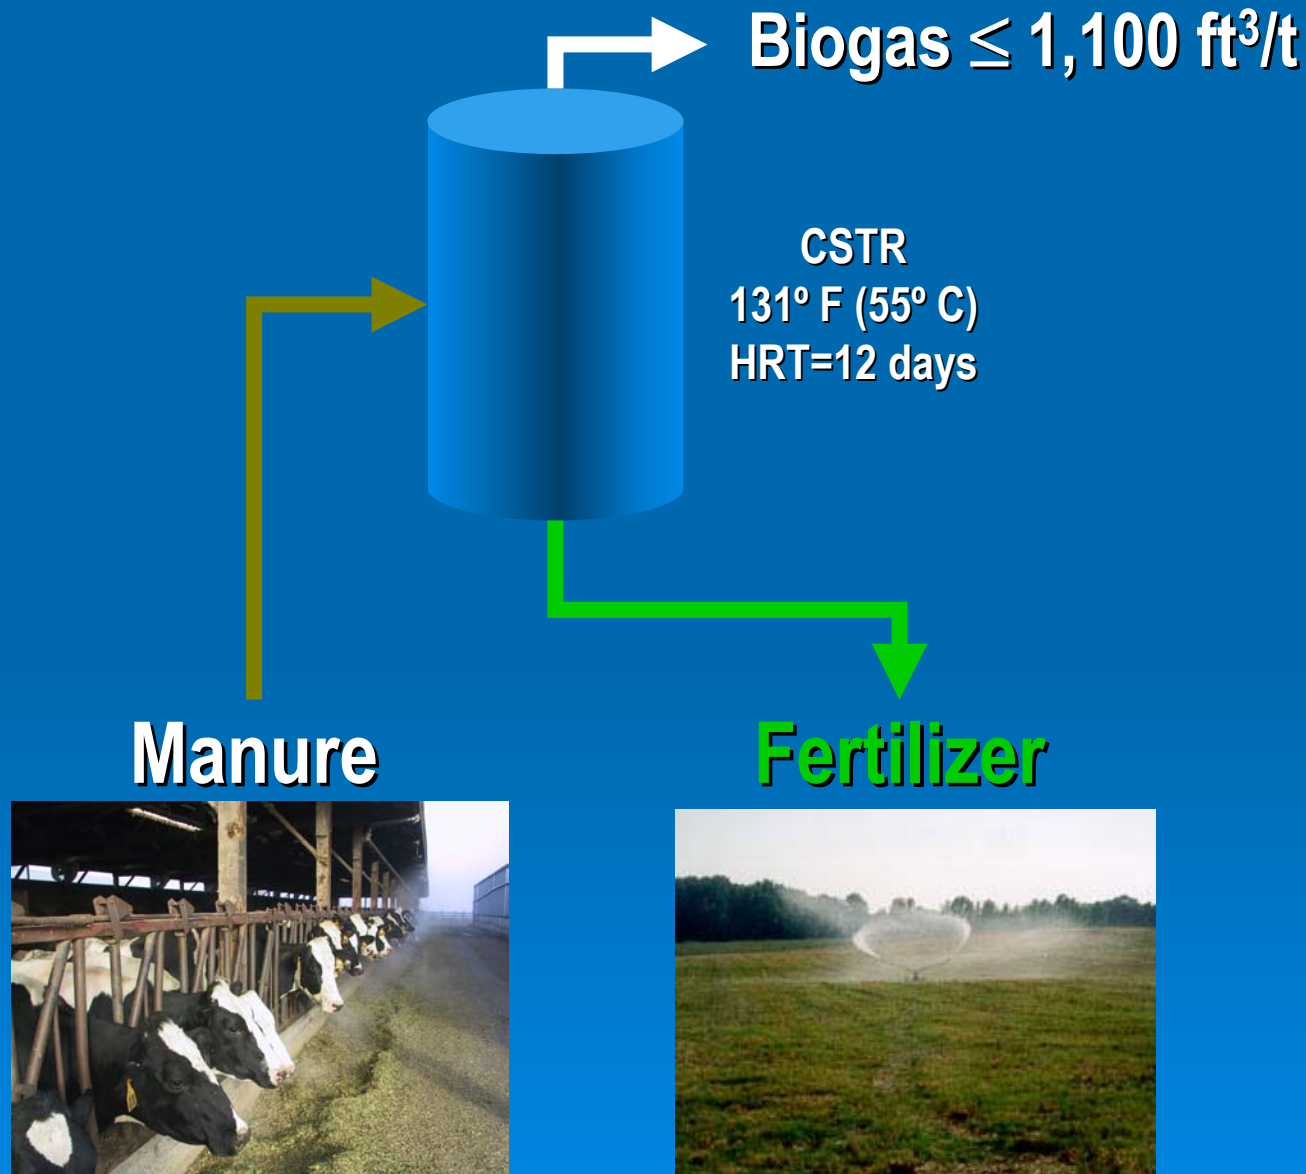 Biogas ≤ 1,100 ft³/t
CSTR
131º F (55º C)
HRT=12 days
Manure
Fertilizer